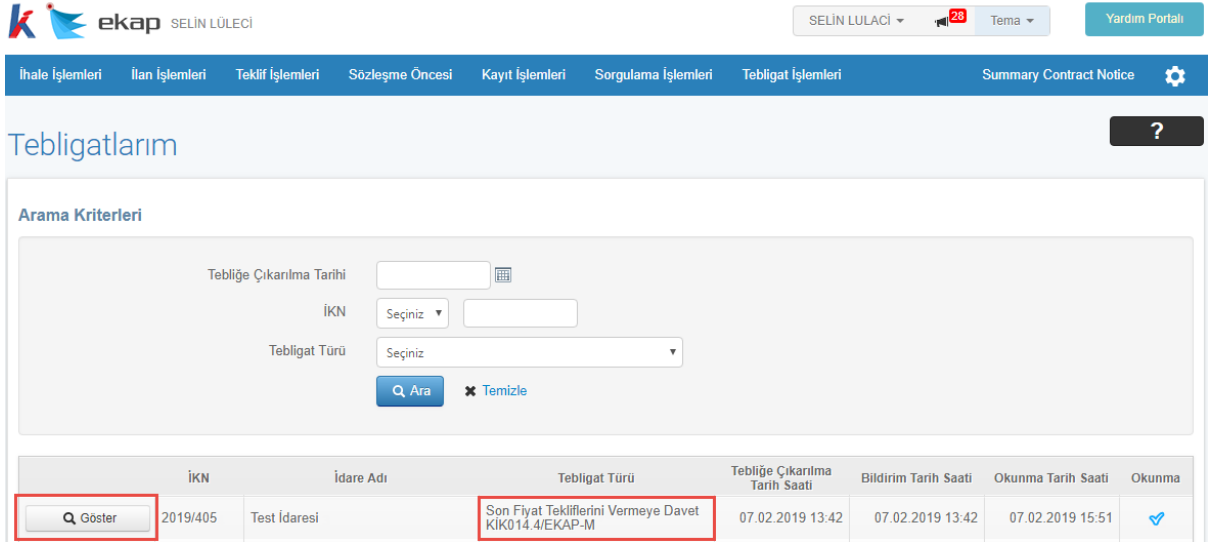 ekap SELİN LÜLECİ
SELİN LULACİ 28 Tema Yardım Portalı
İhale İşlemleri İlan İşlemleri Teklif İşlemleri Sözleşme Öncesi Kayıt İşlemleri Sorgulama İşlemleri Tebligat İşlemleri Summary Contract Notice
?
Tebligatlarım
Arama Kriterleri
Tebliğe Çıkarılma Tarihi
İKN Seçiniz
Tebligat Türü Seçiniz
Ara Temizle
İKN İdare Adı Tebligat Türü Tebliğe Çıkarılma Tarih Saati Bildirim Tarih Saati Okunma Tarih Saati Okunma
Göster 2019/405 Test İdaresi Son Fiyat Tekliflerini Vermeye Davet KİK014.4/EKAP-M 07.02.2019 13:42 07.02.2019 13:42 07.02.2019 15:51